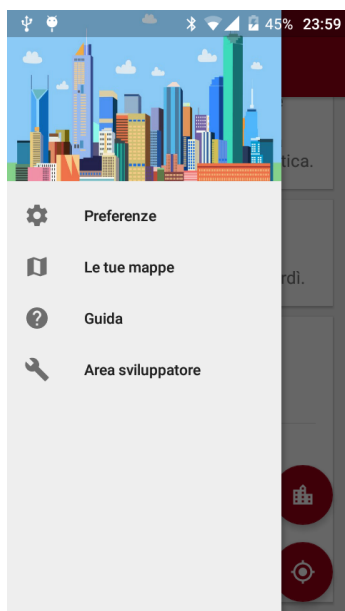 45% 23:59
tica.
Preferenze
Le tue mappe
rdì.
Guida
Area sviluppatore